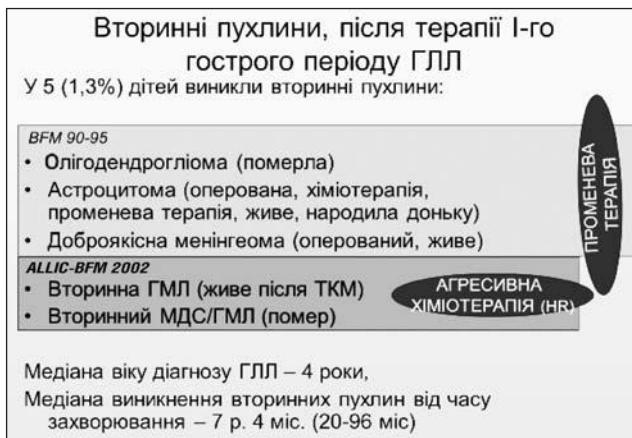 Вторинні пухлини, після терапії І-го
гострого періоду ГЛЛ
У 5 (1,3%) дітей виникли вторинні пухлини:
BFM 90-95
• Олігодендрогліома (померла)
• Астроцитома (оперована, хіміотерапія,
променева терапія, живе, народила доньку)
• Доброякісна менінгеома (оперований, живе)
ПРОМЕНЕВА
ТЕРАПІЯ
ALLIC-BFM 2002
• Вторинна ГМЛ (живе після ТКМ)
• Вторинний МДС/ГМЛ (помер)
АГРЕСИВНА
ХІМІОТЕРАПІЯ (HR)
Медіана віку діагнозу ГЛЛ – 4 роки,
Медіана виникнення вторинних пухлин від часу
захворювання – 7 р. 4 міс. (20-96 міс)